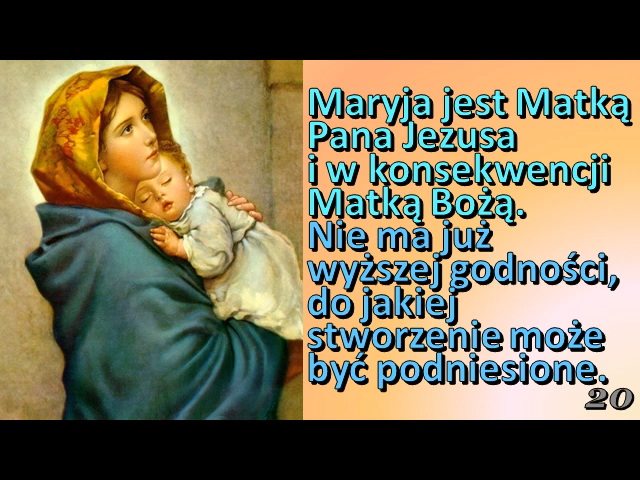 Maryja jest Matką
Pana Jezusa
i w konsekwencji
Matką Bożą.
Nie ma już
wyższej godności,
do jakiej
stworzenie może
być podniesione.
20